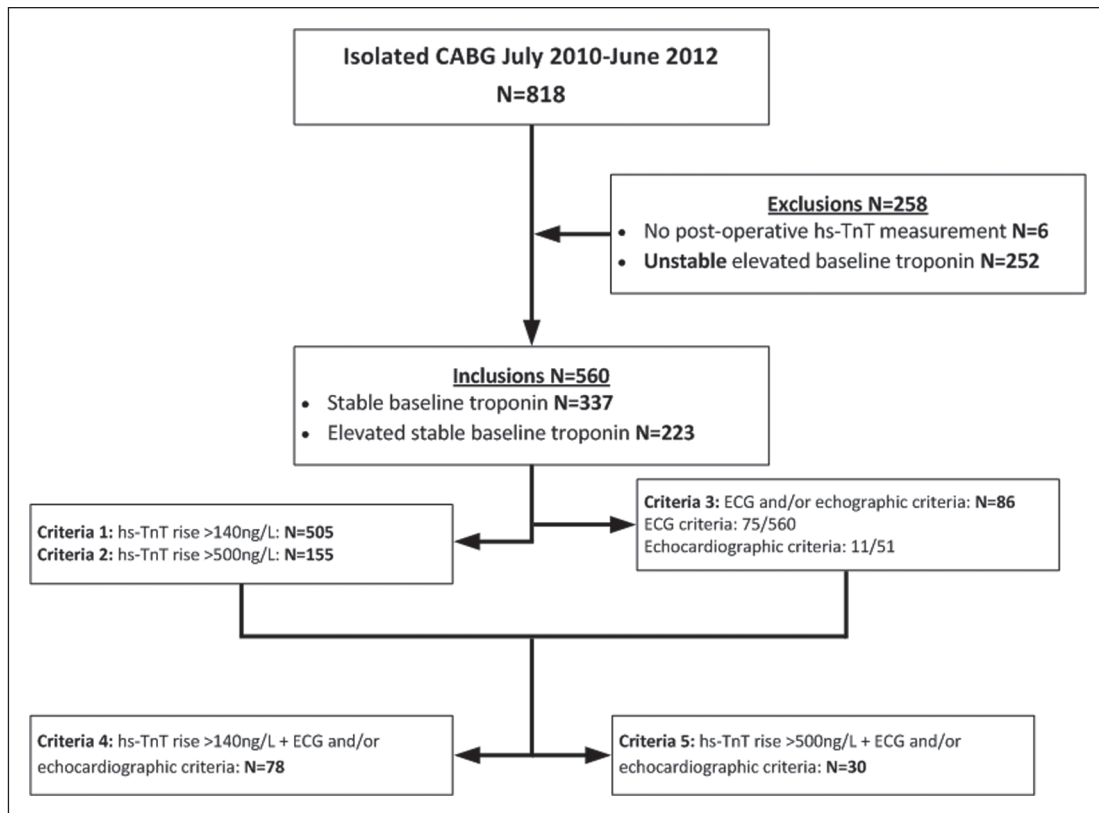 Isolated CABG July 2010-June 2012
N=818
Exclusions N=258
• No post-operative hs-TnT measurement N=6
• Unstable elevated baseline troponin N=252
Inclusions N=560
• Stable baseline troponin N=337
• Elevated stable baseline troponin N=223
Criteria 1: hs-TnT rise >140ng/L: N=505
Criteria 2: hs-TnT rise >500ng/L: N=155
Criteria 3: ECG and/or echographic criteria: N=86
ECG criteria: 75/560
Echocardiographic criteria: 11/51
Criteria 4: hs-TnT rise >140ng/L + ECG and/or
echocardiographic criteria: N=78
Criteria 5: hs-TnT rise >500ng/L + ECG and/or
echocardiographic criteria: N=30